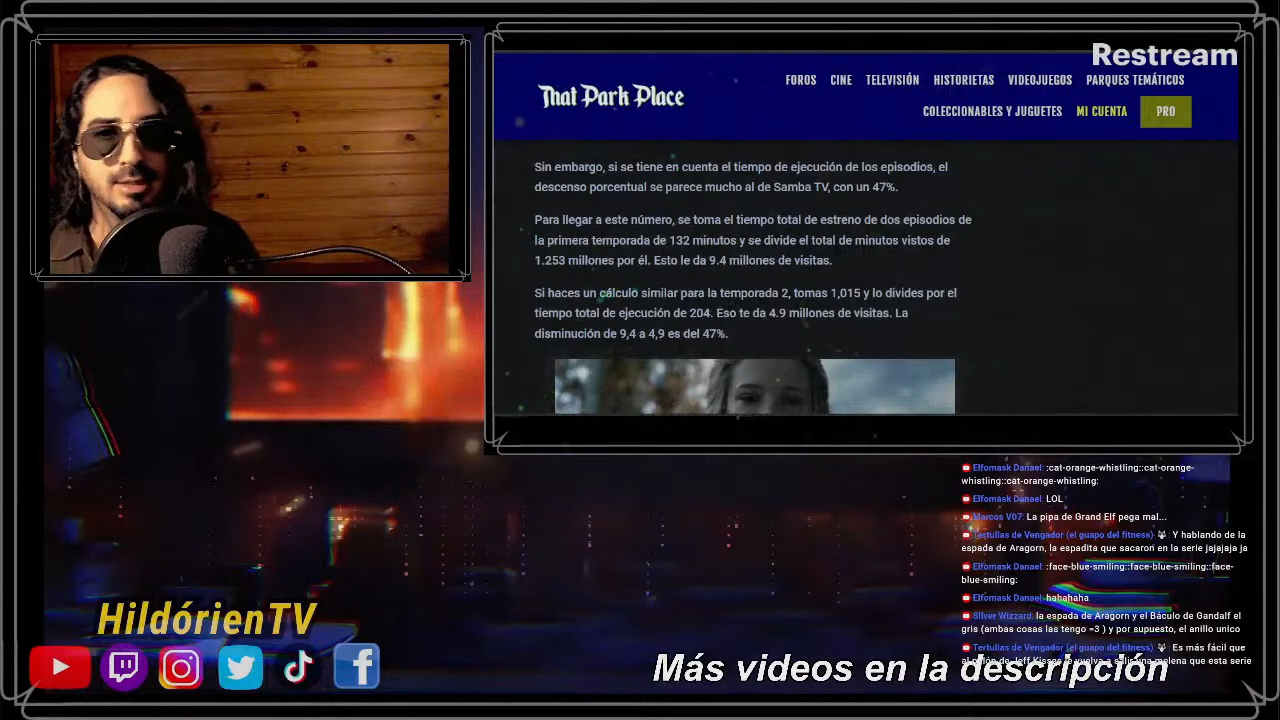 Restream
That Park Place
FOROS CINE TELEVISIÓN HISTORIETAS VIDEOJUEGOS PARQUES TEMÁTICOS
COLECCIONABLES Y JUGUETES MI CUENTA PRO
Sin embargo, si se tiene en cuenta el tiempo de ejecución de los episodios, el
descenso porcentual se parece mucho al de Samba TV, con un 47%.
Para llegar a este número, se toma el tiempo total de estreno de dos episodios de
la primera temporada de 132 minutos y se divide el total de minutos vistos de
1.253 millones por él. Esto le da 9.4 millones de visitas.
Si haces un cálculo similar para la temporada 2, tomas 1,015 y lo divides por el
tiempo total de ejecución de 204. Eso te da 4.9 millones de visitas. La
disminución de 9,4 a 4,9 es del 47%.
Elfomask Danael: :cat-orange-whistling::cat-orange-
whistling::cat-orange-whistling:
Elfomask Danael: LOL
Marcos V07: La pipa de Grand Elf pega mal...
Tertulias de Vengador (el guapo del fitness) : Y hablando de la
espada de Aragorn, la espadita que sacaron en la serie jajajaja ja
Elfomask Danael: :face-blue-smiling::face-blue-smiling::face-
blue-smiling:
Elfomask Danael: hahahaha
Silver Wizzard: la espada de Aragorn y el Báculo de Gandalf el
gris (ambas cosas las tengo =3 ) y por supuesto, el anillo unico
Tertulias de Vengador (el guapo del fitness) : Es más fácil que
que esta serie
HildórienTV
Más videos en la descripción